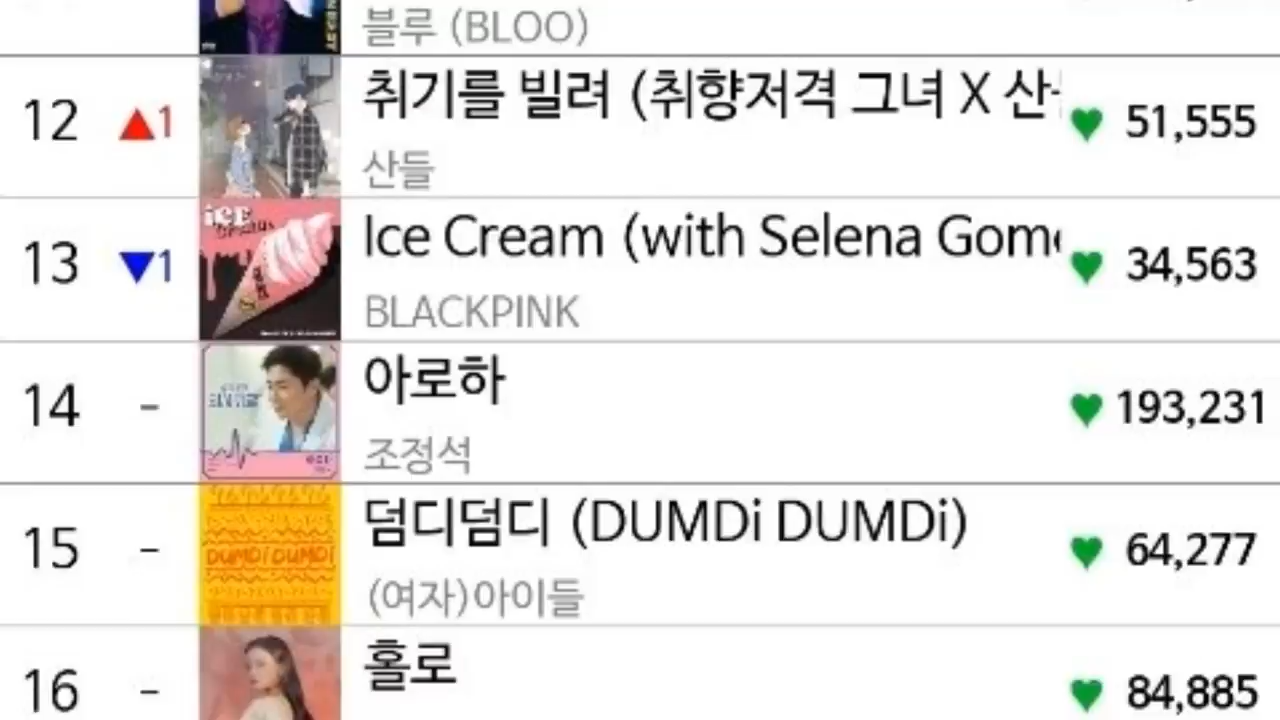 블루 (BLOO)
12 ▲1 취기를 빌려 (취향저격 그녀 X 산 ♥ 51,555
산들
13 ▼1 Ice Cream (with Selena Gom ♥ 34,563
BLACKPINK
14 - 아로하 ♥ 193,231
조정석
15 - 덤디덤디 (DUMDi DUMDi) ♥ 64,277
DUMDi DUMDi
(여자)아이들
16 - 홀로 ♥ 84,885